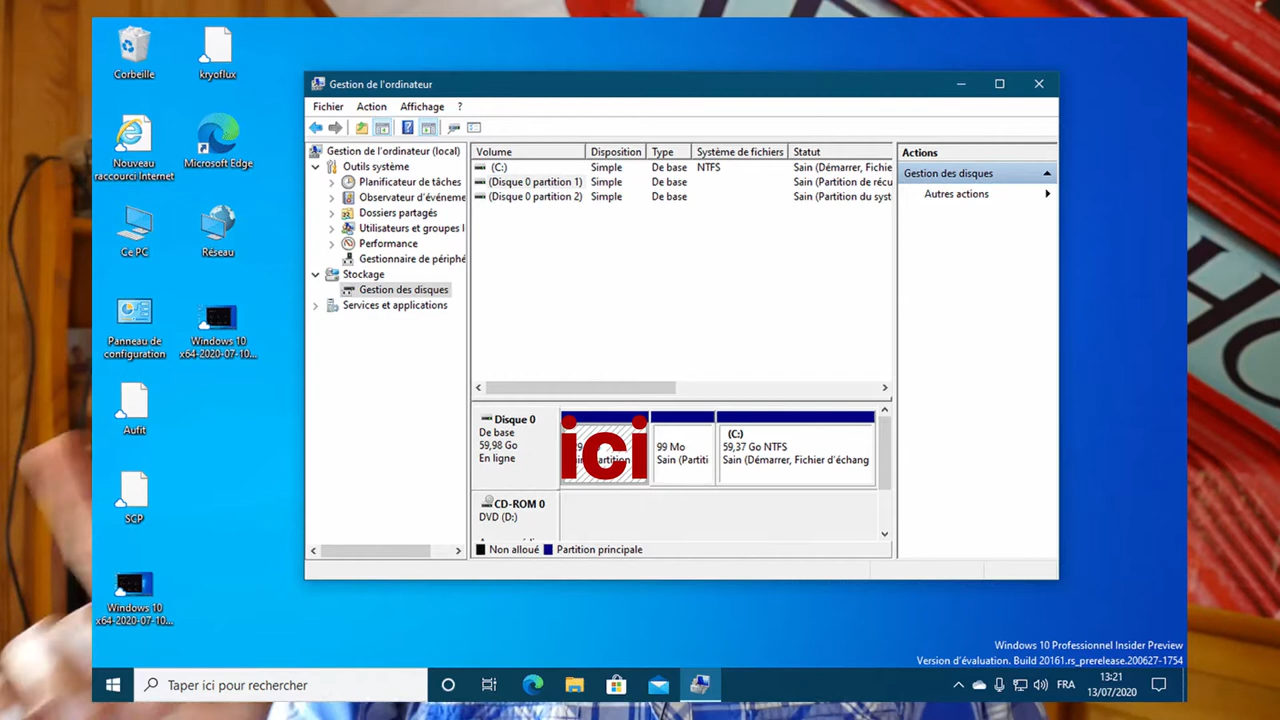 Corbeille
kryoflux
Nouveau
raccourci Internet
Microsoft Edge
Ce PC
Réseau
Panneau de
configuration
Windows 10
x64-2020-07-10...
Aufit
SCP
Windows 10
x64-2020-07-10...
Gestion de l'ordinateur
Fichier Action Affichage ?
Gestion de l'ordinateur (local)
Outils système
Planificateur de tâches
Observateur d'événeme
Dossiers partagés
Utilisateurs et groupes l
Performance
Gestionnaire de périphé
Stockage
Gestion des disques
Services et applications
Volume Disposition Type Système de fichiers Statut
(C:) Simple De base NTFS Sain (Démarrer, Fichie
(Disque 0 partition 1) Simple De base Sain (Partition de récu
(Disque 0 partition 2) Simple De base Sain (Partition du syst
Actions
Gestion des disques
Autres actions
Disque 0
De base
59,98 Go
En ligne
ici
99 Mo
Sain (Partiti
(C:)
59,37 Go NTFS
Sain (Démarrer, Fichier d'échang
CD-ROM 0
DVD (D:)
Non alloué Partition principale
Windows 10 Professionnel Insider Preview
Version d'évaluation. Build 20161.rs_prerelease.200627-1754
Taper ici pour rechercher
FRA
13:21
13/07/2020